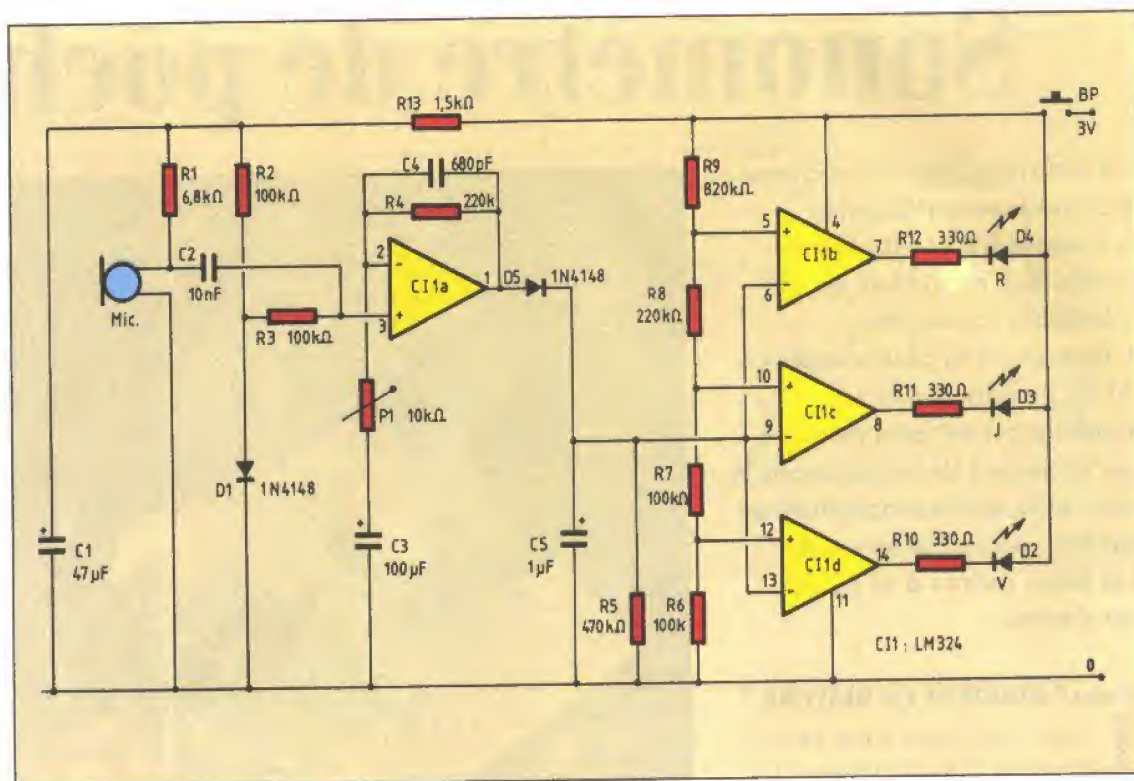 Sonomètre de
R13 1,5kΩ
BP
3V
R1
6,8kΩ
R2
100kΩ
C4
680pF
R4
220k
R9
820kΩ
C2
10nF
2
3
CI1a
1
D5
1N4148
5
6
CI1b
4
7
R12 330Ω
D4
R
Mic.
R3 100kΩ
R8
220kΩ
P1 10kΩ
10
9
CI1c
8
R11 330Ω
D3
J
D1
1N4148
R7
100kΩ
C1
47µF
C3
100µF
C5
1µF
12
13
CI1d
14
11
R10 330Ω
D2
V
R5
470kΩ
R6
100k
CI1 : LM324
0
+
-
+
-
+
-
+
-
+
+